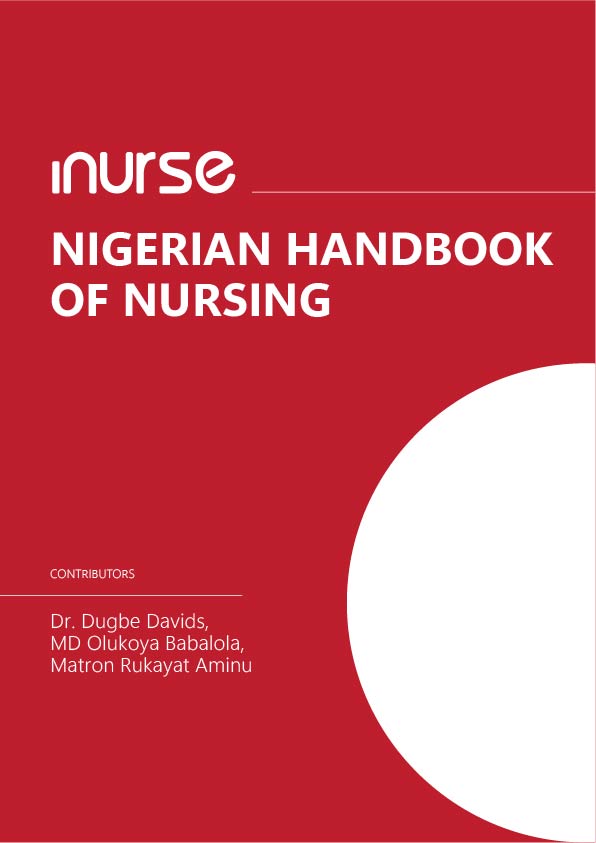 inurse
NIGERIAN HANDBOOK
OF NURSING
CONTRIBUTORS
Dr. Dugbe Davids,
MD Olukoya Babalola,
Matron Rukayat Aminu